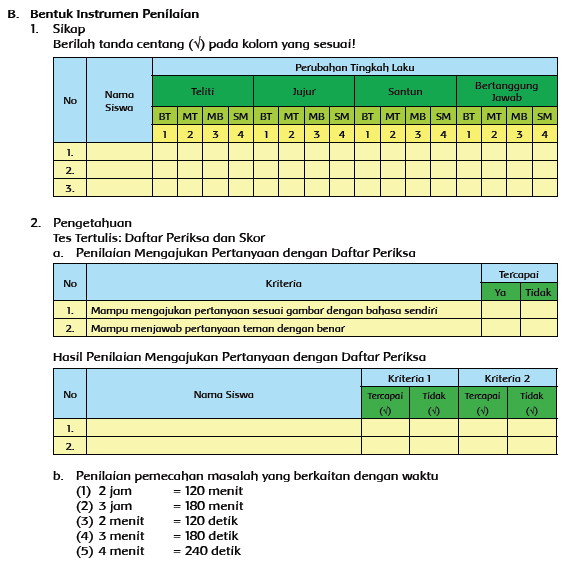 B. Bentuk Instrumen Penilaian
1. Sikap
Berilah tanda centang (√) pada kolom yang sesuai!
No Nama Siswa Perubahan Tingkah Laku
Teliti Jujur Santun Bertanggung Jawab
BT MT MB SM BT MT MB SM BT MT MB SM BT MT MB SM
1 2 3 4 1 2 3 4 1 2 3 4 1 2 3 4
1.
2.
3.
2. Pengetahuan
Tes Tertulis: Daftar Periksa dan Skor
a. Penilaian Mengajukan Pertanyaan dengan Daftar Periksa
No Kriteria Tercapai
Ya Tidak
1. Mampu mengajukan pertanyaan sesuai gambar dengan bahasa sendiri
2. Mampu menjawab pertanyaan teman dengan benar
Hasil Penilaian Mengajukan Pertanyaan dengan Daftar Periksa
No Nama Siswa Kriteria 1 Kriteria 2
Tercapai Tidak Tercapai Tidak
(√) (√) (√) (√)
1.
2.
b. Penilaian pemecahan masalah yang berkaitan dengan waktu
(1) 2 jam = 120 menit
(2) 3 jam = 180 menit
(3) 2 menit = 120 detik
(4) 3 menit = 180 detik
(5) 4 menit = 240 detik